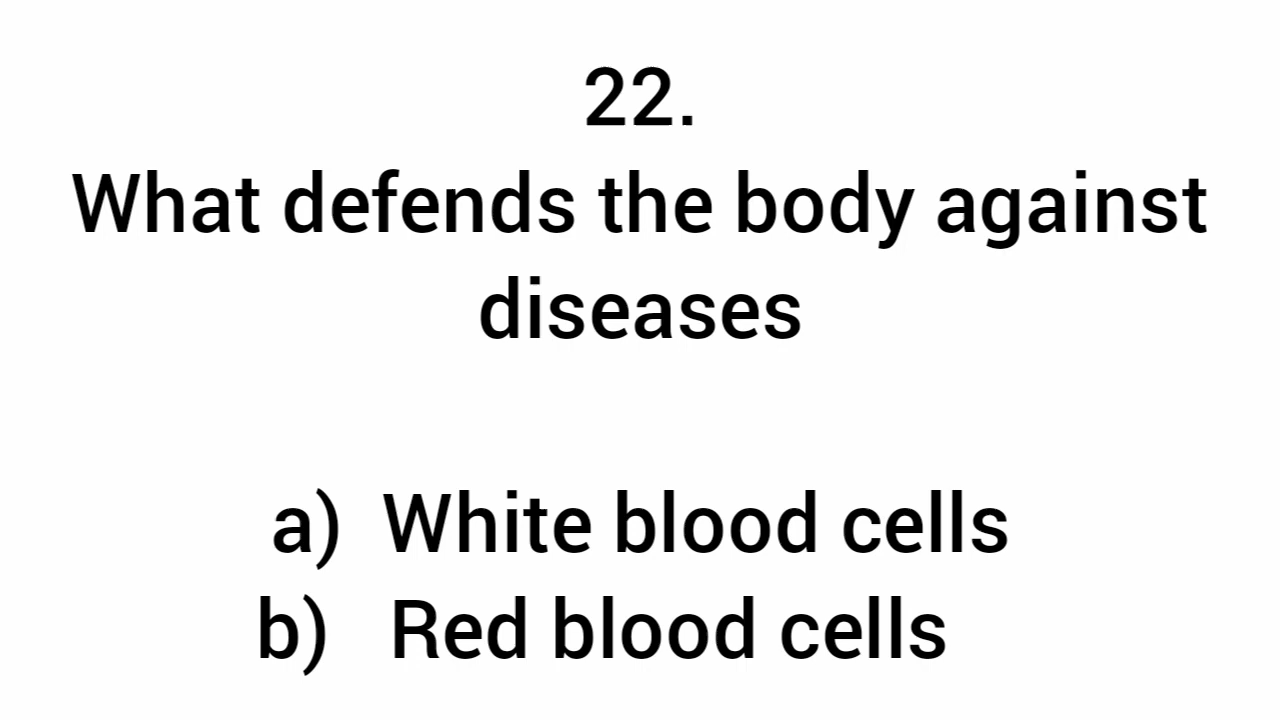 22.
What defends the body against
diseases
a) White blood cells
b) Red blood cells